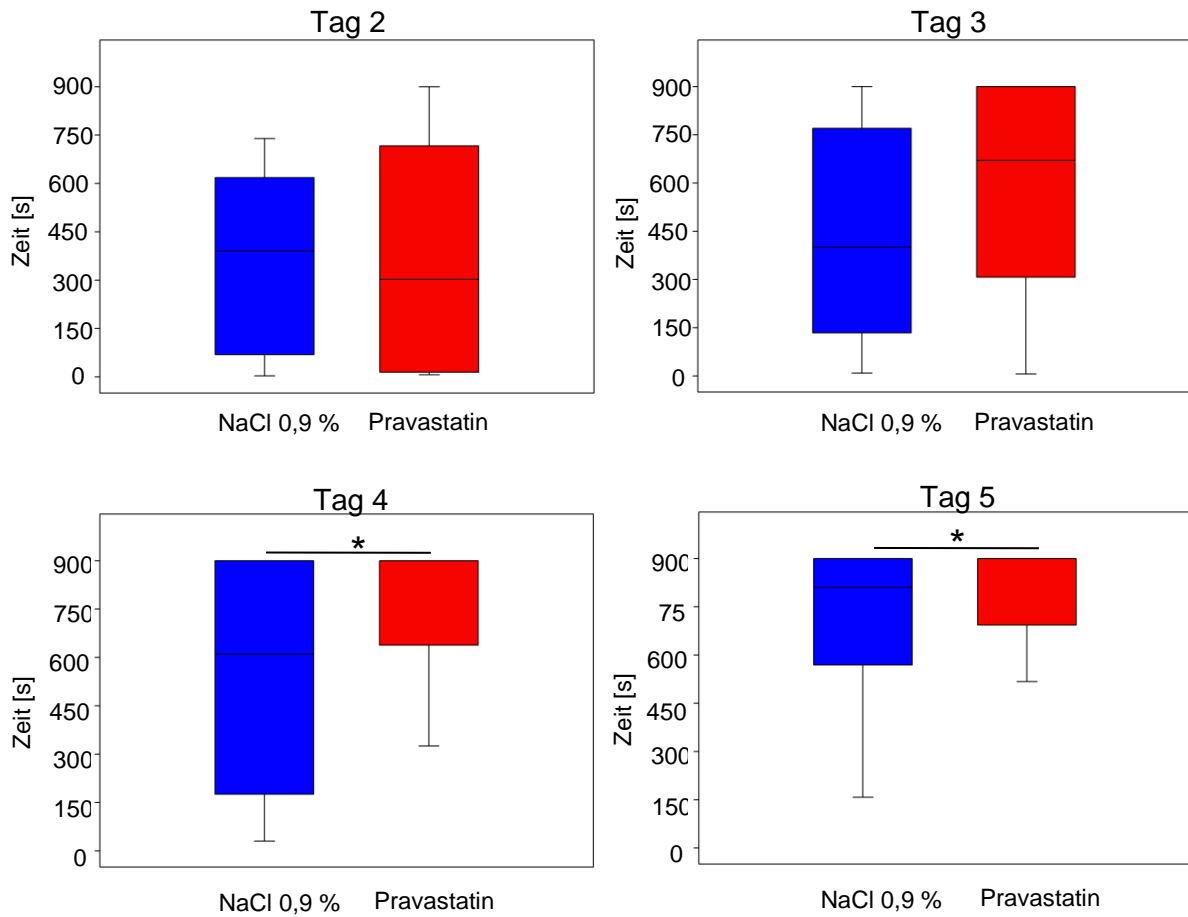 Tag 2
900
750
600
450
300
150
0
Zeit [s]
NaCl 0,9 %
Pravastatin
Tag 3
900
750
600
450
300
150
0
Zeit [s]
NaCl 0,9 %
Pravastatin
Tag 4
*
900
750
600
450
300
150
0
Zeit [s]
NaCl 0,9 %
Pravastatin
Tag 5
*
900
75
600
450
300
150
0
Zeit [s]
NaCl 0,9 %
Pravastatin